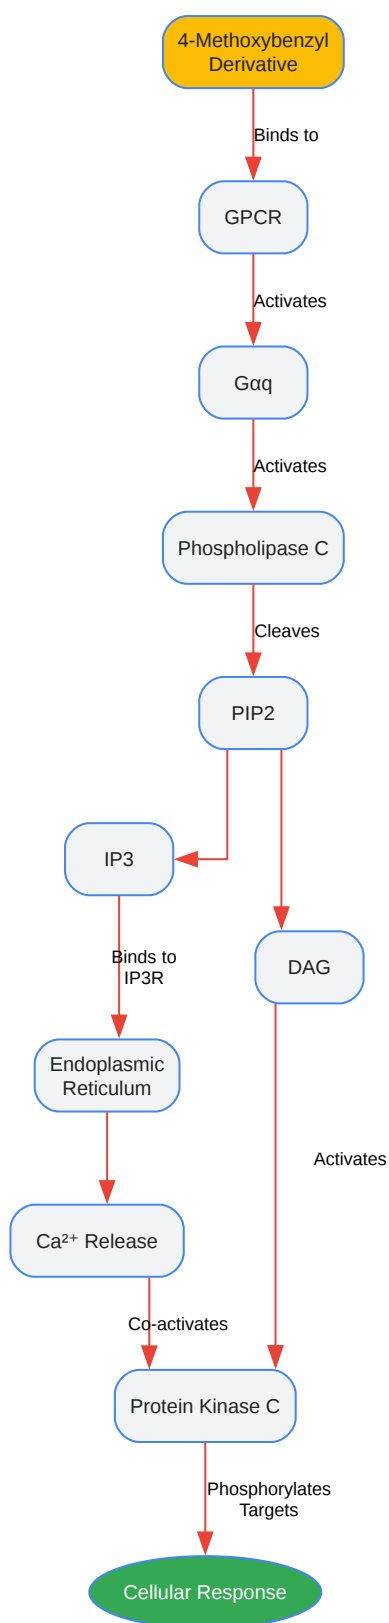 4-Methoxybenzyl
Derivative
Binds to
GPCR
Activates
Gαq
Activates
Phospholipase C
Cleaves
PIP2
IP3
Binds to
IP3R
DAG
Endoplasmic
Reticulum
Activates
Ca²⁺ Release
Co-activates
Protein Kinase C
Phosphorylates
Targets
Cellular Response